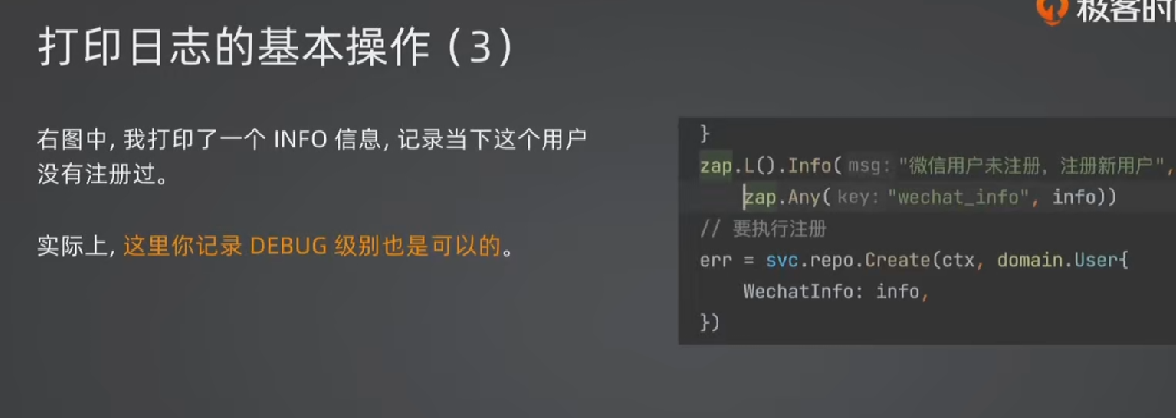 极客时
打印日志的基本操作（3）
右图中, 我打印了一个 INFO 信息, 记录当下这个用户
没有注册过。
实际上, 这里你记录 DEBUG 级别也是可以的。
}
zap.L().Info( msg: "微信用户未注册，注册新用户",
zap.Any( key: "wechat_info", info))
// 要执行注册
err = svc.repo.Create(ctx, domain.User{
WechatInfo: info,
})